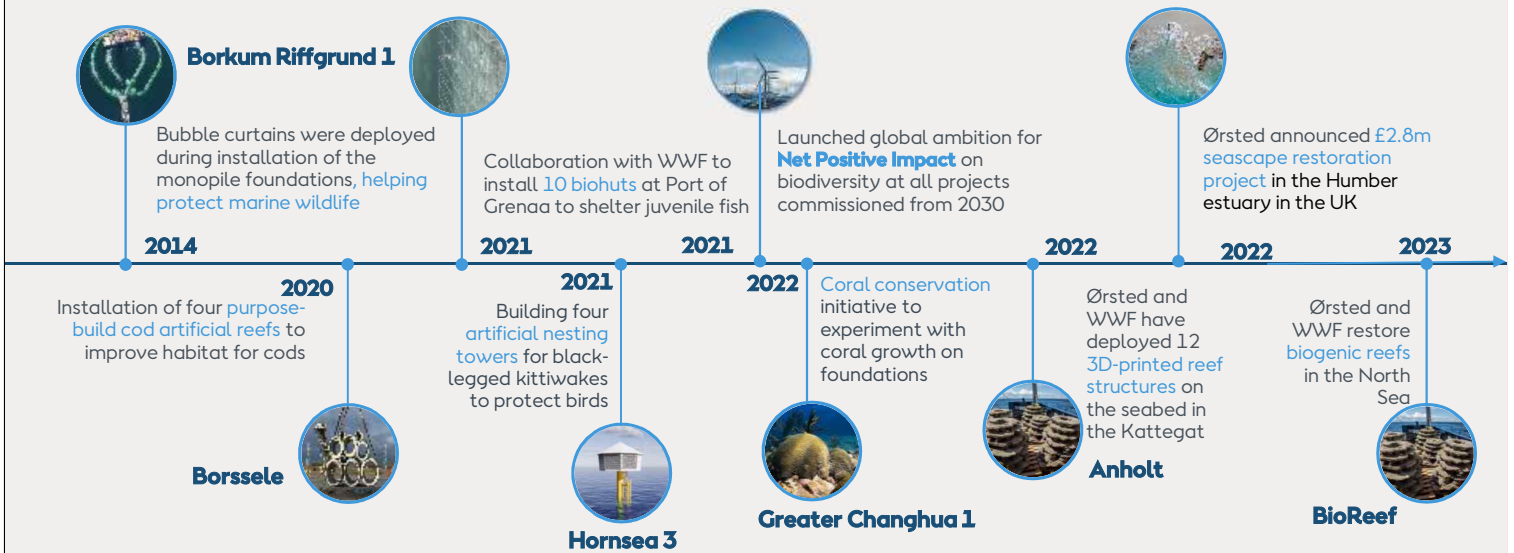 Borkum Riffgrund 1
Bubble curtains were deployed
during installation of the
monopile foundations, helping
protect marine wildlife
2014
2020
Installation of four purpose-
build cod artificial reefs to
improve habitat for cods
Borssele
Collaboration with WWF to
install 10 biohuts at Port of
Grenaa to shelter juvenile fish
2021
2021
Building four
artificial nesting
towers for black-
legged kittiwakes
to protect birds
Hornsea 3
Launched global ambition for
Net Positive Impact on
biodiversity at all projects
commissioned from 2030
2021
2022
Coral conservation
initiative to
experiment with
coral growth on
foundations
Greater Changhua 1
2022
Ørsted and
WWF have
deployed 12
3D-printed reef
structures on
the seabed in
the Kattegat
Anholt
Ørsted announced £2.8m
seascape restoration
project in the Humber
estuary in the UK
2022
2023
Ørsted and
WWF restore
biogenic reefs
in the North
Sea
BioReef